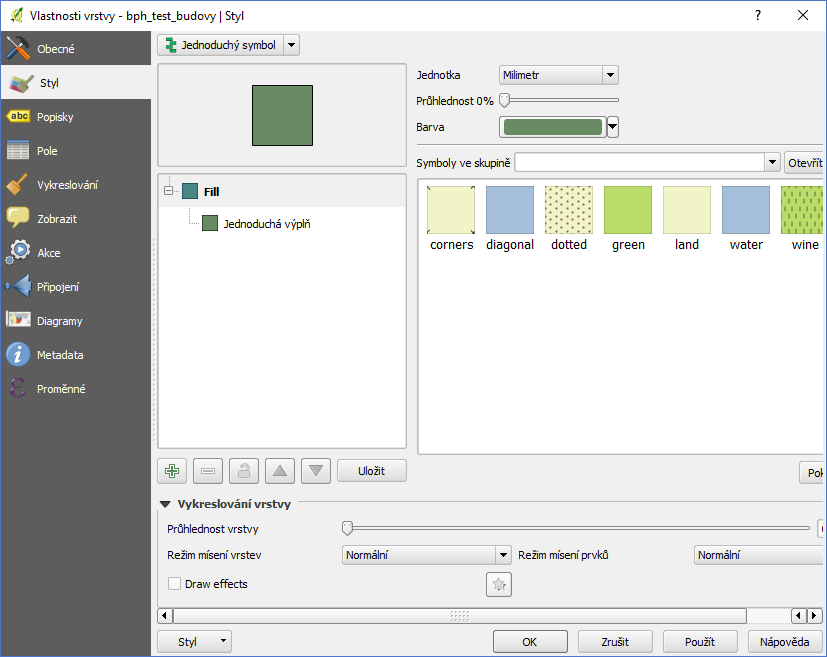 Vlastnosti vrstvy - bph_test_budovy | Styl
Obecné
Styl
Popisky
Pole
Vykreslování
Zobrazit
Akce
Připojení
Diagramy
Metadata
Proměnné
abc
Jednoduchý symbol
Fill
Jednoduchá výplň
Uložit
Jednotka
Milimetr
Průhlednost 0%
Barva
Symboly ve skupině
Otevřít
corners diagonal dotted green land water wine
Vykreslování vrstvy
Průhlednost vrstvy
Režim mísení vrstev Normální Režim mísení prvků Normální
Draw effects
Styl OK Zrušit Použít Nápověda